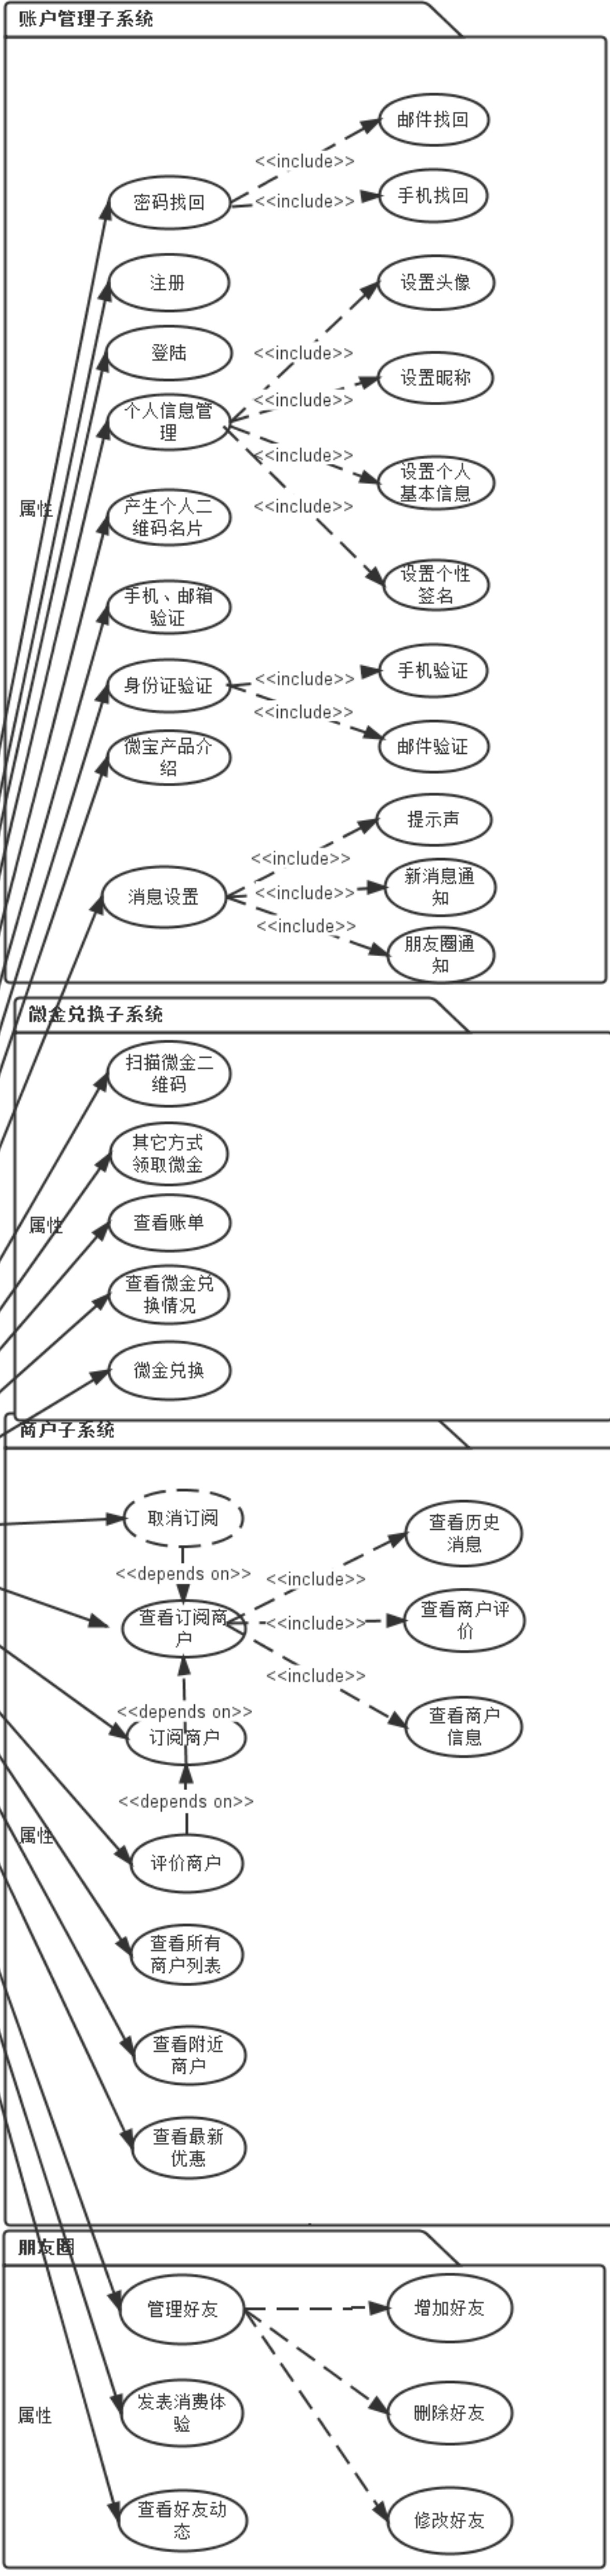 账户管理子系统
邮件找回
<<include>>
密码找回
<<include>>
手机找回
注册
设置头像
登陆
<<include>>
设置昵称
<<include>>
个人信息管
理
<<include>>
设置个人
基本信息
属性
产生个人二
维码名片
<<include>>
设置个性
签名
手机、邮箱
验证
身份证验证
<<include>>
手机验证
<<include>>
邮件验证
微宝产品介
绍
提示声
<<include>>
消息设置
<<include>>
新消息通
知
<<include>>
朋友圈通
知
微金兑换子系统
扫描微金二
维码
其它方式
领取微金
属性
查看账单
查看微金兑
换情况
微金兑换
商户子系统
取消订阅
查看历史
消息
<<depends on>>
<<include>>
查看订阅商
户
<<include>>
查看商户评
价
<<include>>
<<depends on>>
查看商户
信息
订阅商户
<<depends on>>
属性
评价商户
查看所有
商户列表
查看附近
商户
查看最新
优惠
朋友圈
管理好友
增加好友
属性
发表消费体
验
删除好友
查看好友动
态
修改好友